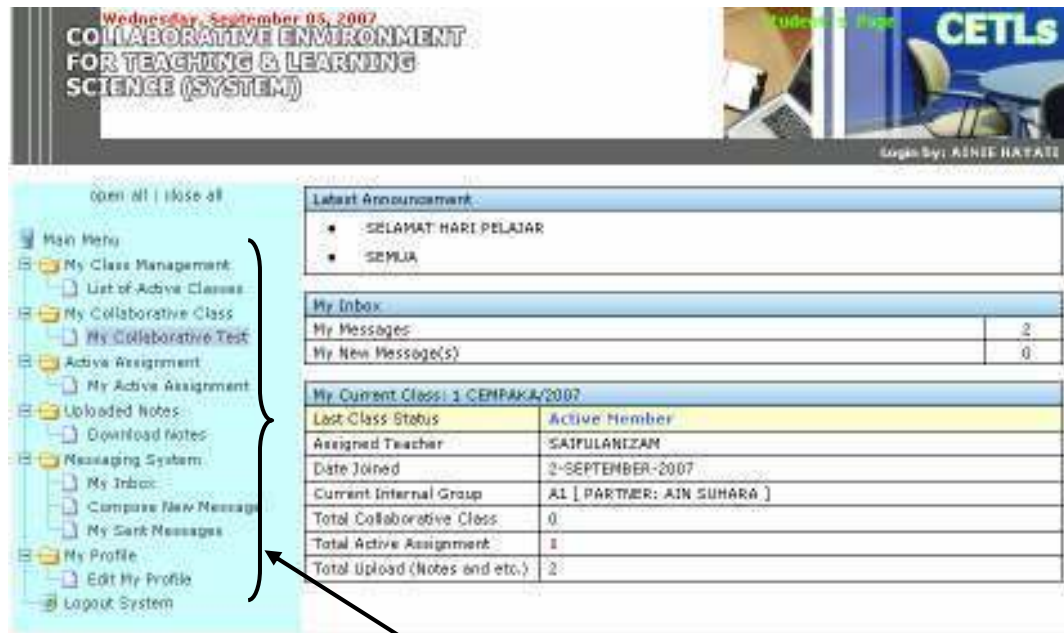 Wednesday, September 05, 2007
COLLABORATIVE ENVIRONMENT
FOR TEACHING & LEARNING
SCIENCE (SYSTEM)
Student's Page
CETLs
Login by: AINIE HAYATI
open all | close all
Main Menu
My Class Management
List of Active Classes
My Collaborative Class
My Collaborative Test
Active Assignment
My Active Assignment
Uploaded Notes
Download Notes
Messaging System
My Inbox
Compose New Message
My Sent Messages
My Profile
Edit My Profile
Logout System
Latest Announcement
• SELAMAT HARI PELAJAR
• SEMUA
My Inbox
My Messages 2
My New Message(s) 0
My Current Class: 1 CEMPAKA/2007
Last Class Status Active Member
Assigned Teacher SAIFULANIZAM
Date Joined 2-SEPTEMBER-2007
Current Internal Group A1 [ PARTNER: AIN SUHARA ]
Total Collaborative Class 0
Total Active Assignment 1
Total Upload (Notes and etc.) 2